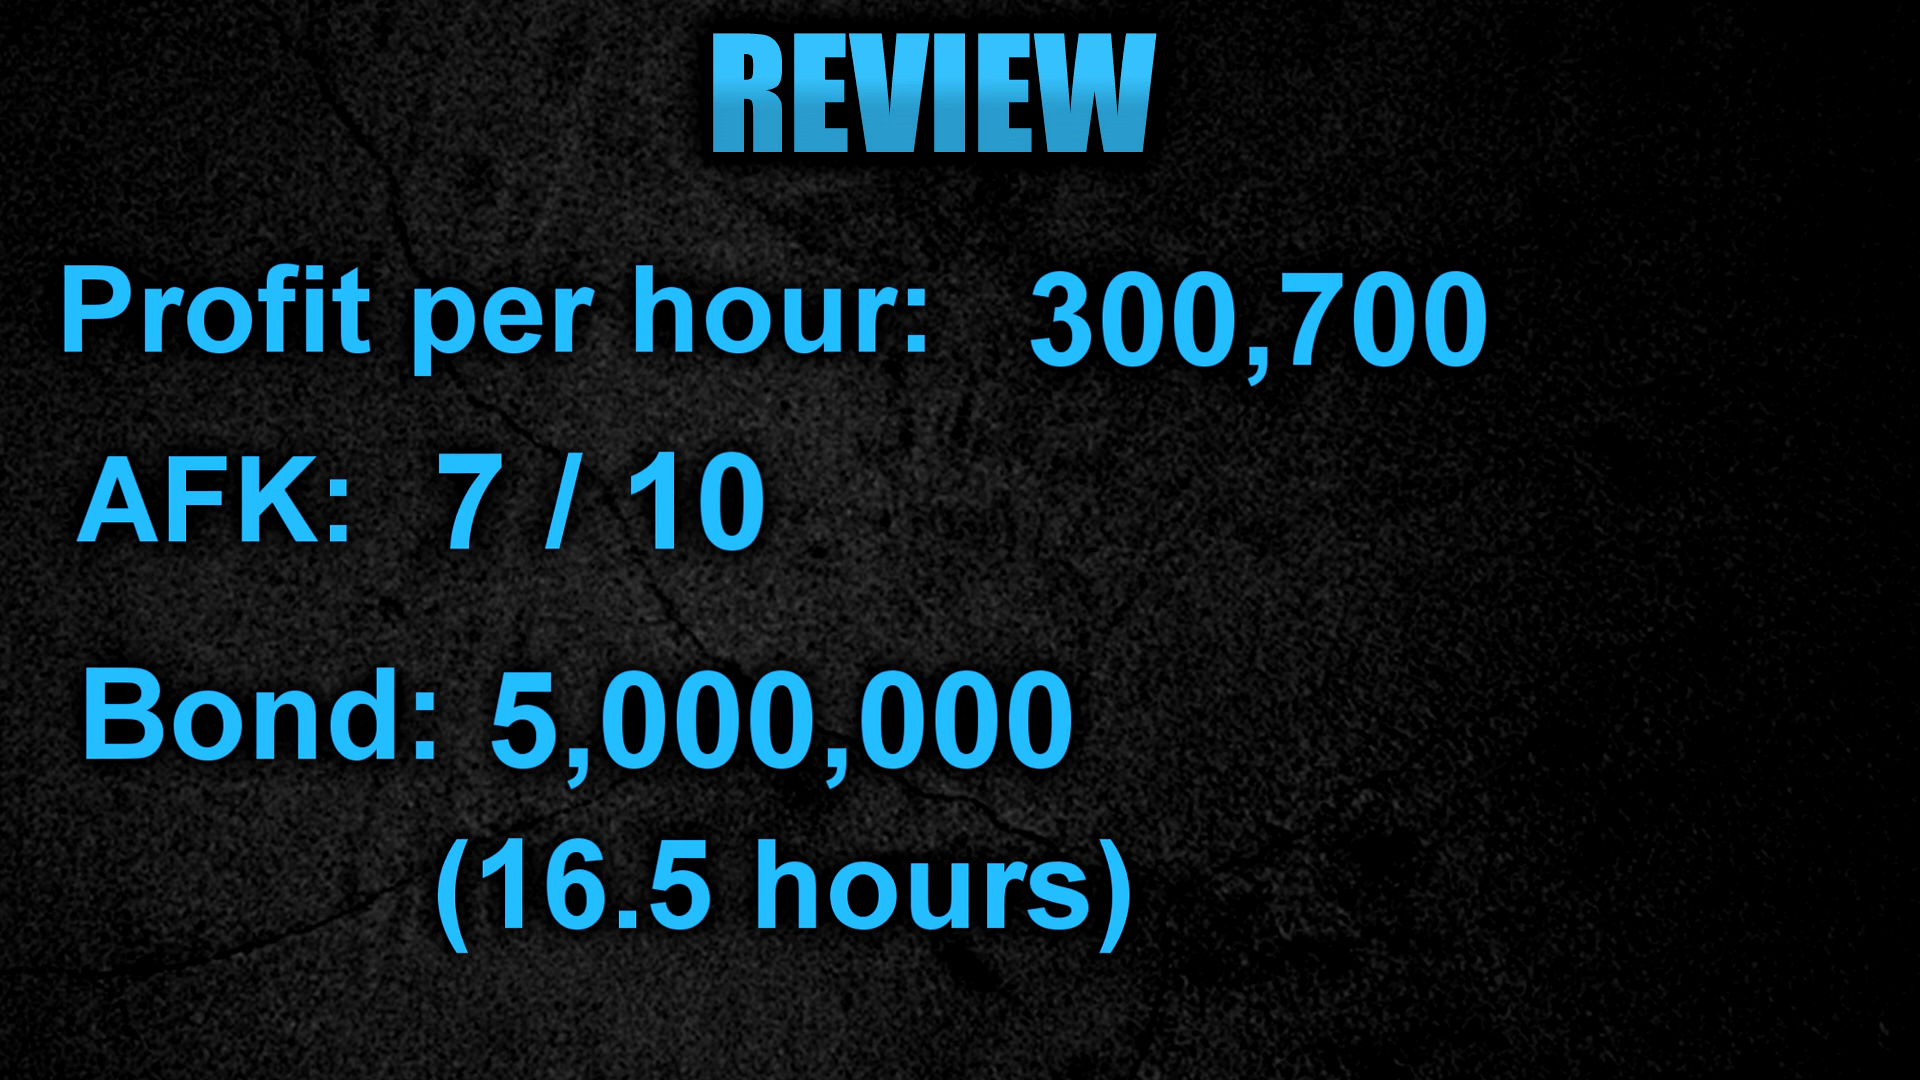 REVIEW
Profit per hour: 300,700
AFK: 7 / 10
Bond: 5,000,000
(16.5 hours)